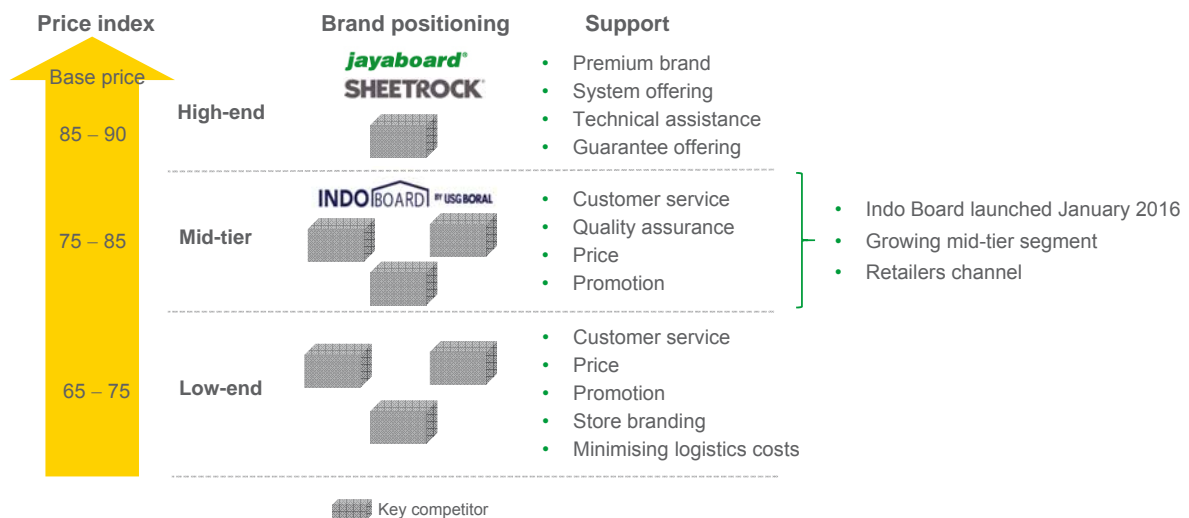 Price index
Brand positioning
Support
Base price
85 – 90
High-end
jayaboard®
SHEETROCK®
• Premium brand
• System offering
• Technical assistance
• Guarantee offering
75 – 85
Mid-tier
INDO BOARD BY USG BORAL
• Customer service
• Quality assurance
• Price
• Promotion
• Indo Board launched January 2016
• Growing mid-tier segment
• Retailers channel
65 – 75
Low-end
• Customer service
• Price
• Promotion
• Store branding
• Minimising logistics costs
Key competitor